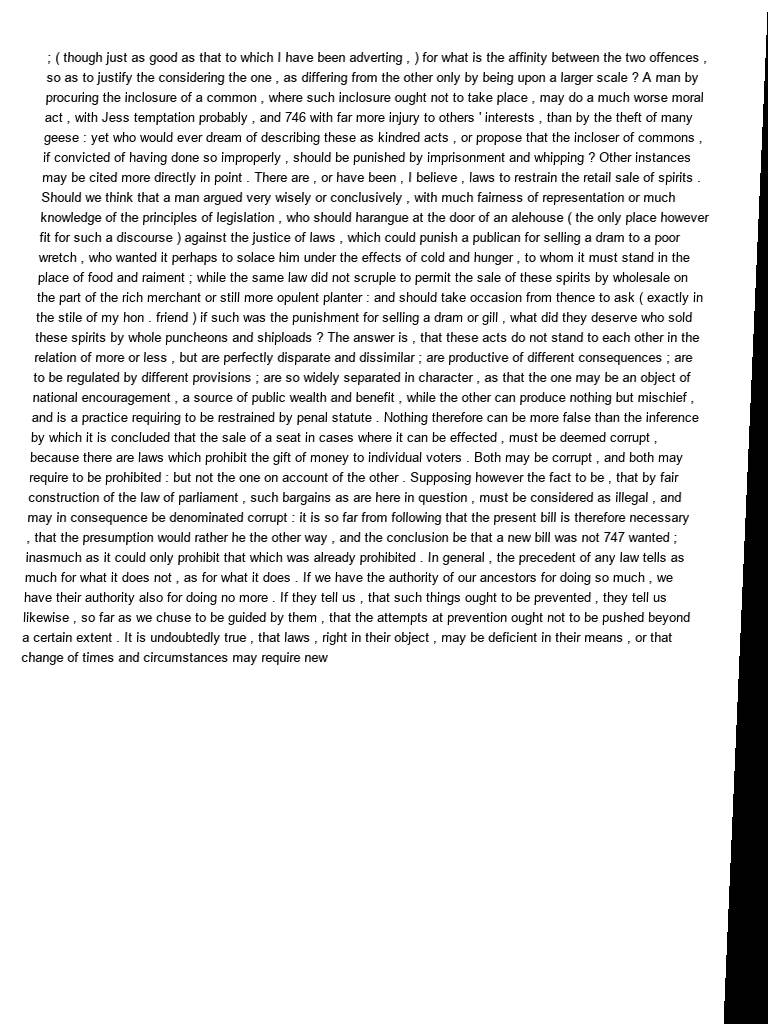 ; ( though just as good as that to which I have been adverting , ) for what is the affinity between the two offences ,
so as to justify the considering the one , as differing from the other only by being upon a larger scale ? A man by
procuring the inclosure of a common , where such inclosure ought not to take place , may do a much worse moral
act , with Jess temptation probably , and 746 with far more injury to others ' interests , than by the theft of many
geese : yet who would ever dream of describing these as kindred acts , or propose that the incloser of commons ,
if convicted of having done so improperly , should be punished by imprisonment and whipping ? Other instances
may be cited more directly in point . There are , or have been , I believe , laws to restrain the retail sale of spirits .
Should we think that a man argued very wisely or conclusively , with much fairness of representation or much
knowledge of the principles of legislation , who should harangue at the door of an alehouse ( the only place however
fit for such a discourse ) against the justice of laws , which could punish a publican for selling a dram to a poor
wretch , who wanted it perhaps to solace him under the effects of cold and hunger , to whom it must stand in the
place of food and raiment ; while the same law did not scruple to permit the sale of these spirits by wholesale on
the part of the rich merchant or still more opulent planter : and should take occasion from thence to ask ( exactly in
the stile of my hon . friend ) if such was the punishment for selling a dram or gill , what did they deserve who sold
these spirits by whole puncheons and shiploads ? The answer is , that these acts do not stand to each other in the
relation of more or less , but are perfectly disparate and dissimilar ; are productive of different consequences ; are
to be regulated by different provisions ; are so widely separated in character , as that the one may be an object of
national encouragement , a source of public wealth and benefit , while the other can produce nothing but mischief ,
and is a practice requiring to be restrained by penal statute . Nothing therefore can be more false than the inference
by which it is concluded that the sale of a seat in cases where it can be effected , must be deemed corrupt ,
because there are laws which prohibit the gift of money to individual voters . Both may be corrupt , and both may
require to be prohibited : but not the one on account of the other . Supposing however the fact to be , that by fair
construction of the law of parliament , such bargains as are here in question , must be considered as illegal , and
may in consequence be denominated corrupt : it is so far from following that the present bill is therefore necessary
, that the presumption would rather he the other way , and the conclusion be that a new bill was not 747 wanted ;
inasmuch as it could only prohibit that which was already prohibited . In general , the precedent of any law tells as
much for what it does not , as for what it does . If we have the authority of our ancestors for doing so much , we
have their authority also for doing no more . If they tell us , that such things ought to be prevented , they tell us
likewise , so far as we chuse to be guided by them , that the attempts at prevention ought not to be pushed beyond
a certain extent . It is undoubtedly true , that laws , right in their object , may be deficient in their means , or that
change of times and circumstances may require new